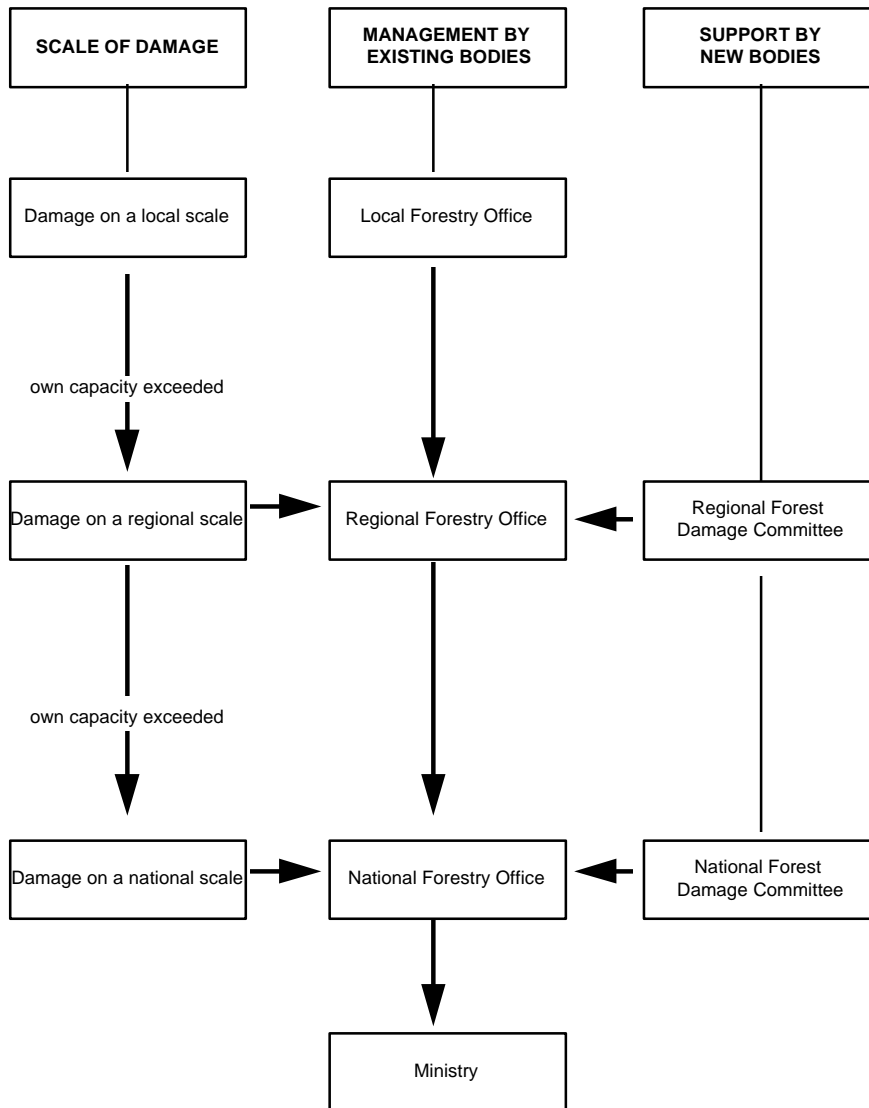 SCALE OF DAMAGE
MANAGEMENT BY
EXISTING BODIES
SUPPORT BY
NEW BODIES
Damage on a local scale
Local Forestry Office
own capacity exceeded
Damage on a regional scale
Regional Forestry Office
Regional Forest
Damage Committee
own capacity exceeded
Damage on a national scale
National Forestry Office
National Forest
Damage Committee
Ministry